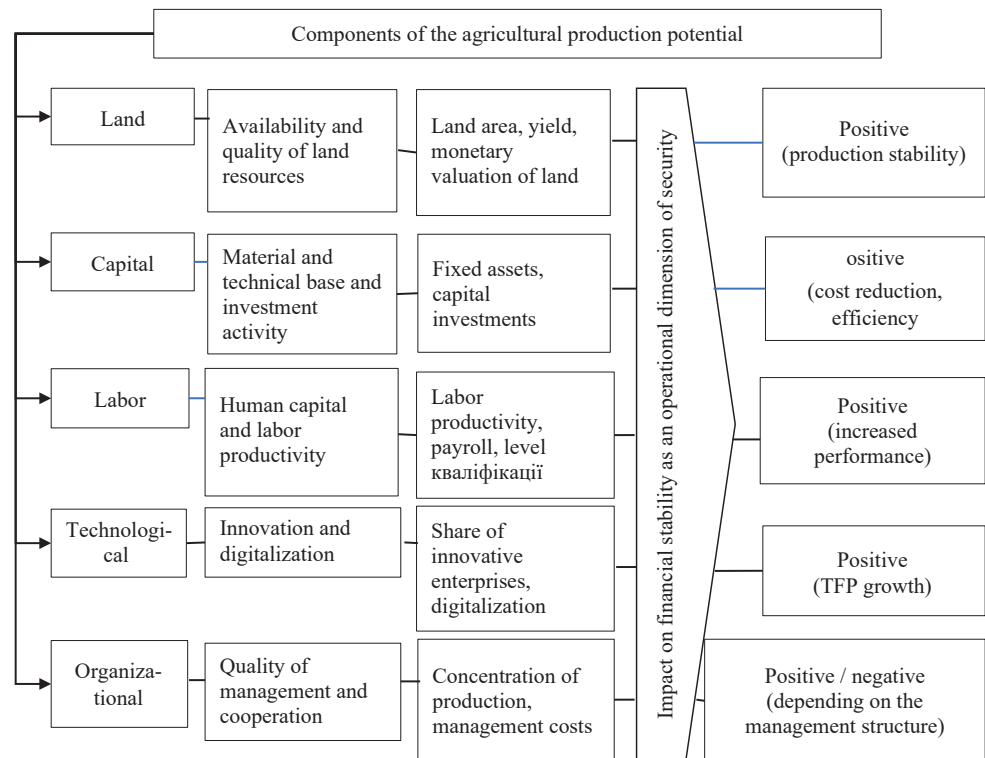 Components of the agricultural production potential
Land
Availability and
quality of land
resources
Land area, yield,
monetary
valuation of land
Positive
(production stability)
Capital
Material and
technical base and
investment
activity
Fixed assets,
capital
investments
ositive
(cost reduction,
efficiency
Labor
Human capital
and labor
productivity
Labor
productivity,
payroll, level
кваліфікації
Positive
(increased
performance)
Technologi-
cal
Innovation and
digitalization
Share of
innovative
enterprises,
digitalization
Positive
(TFP growth)
Organiza-
tional
Quality of
management and
cooperation
Concentration of
production,
management costs
Positive / negative
(depending on the
management structure)
Impact on financial stability as an operational dimension of security